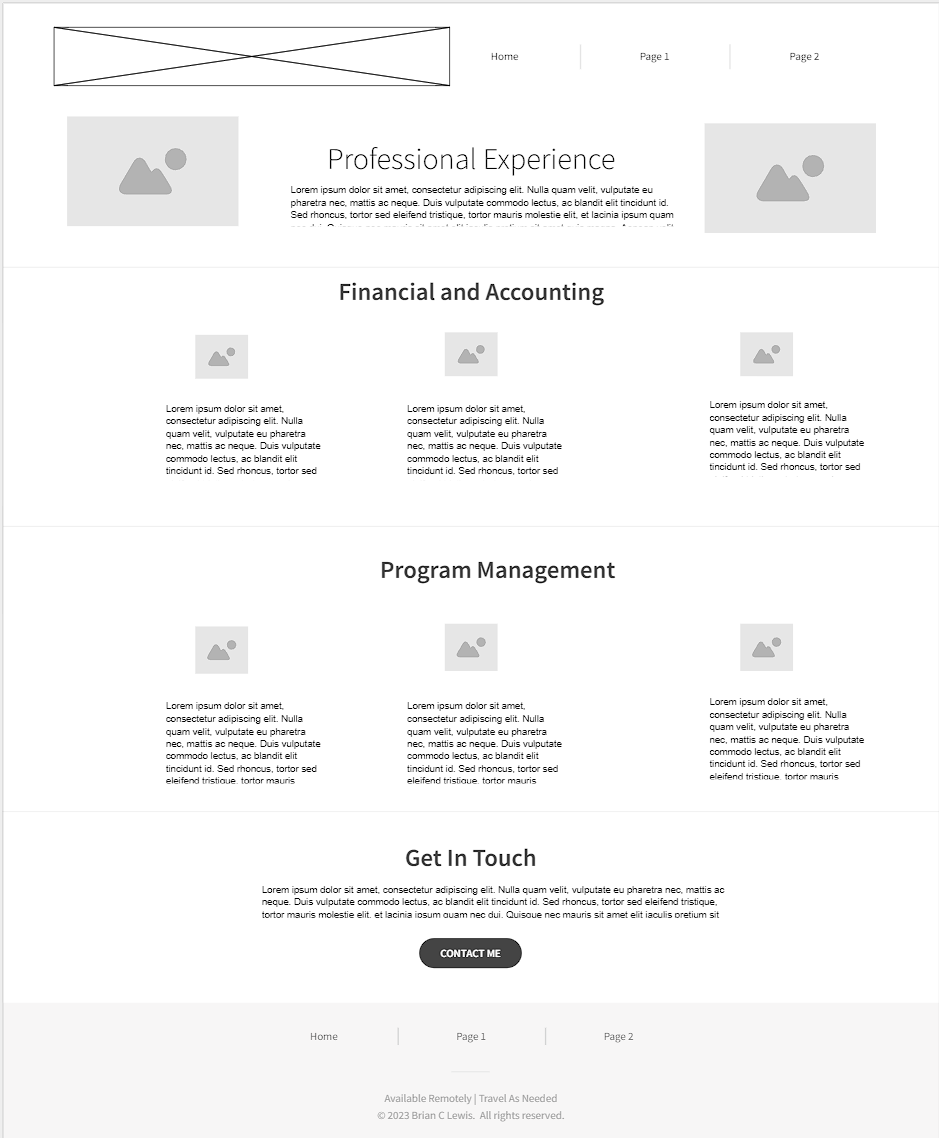 Home
Page 1
Page 2
Professional Experience
Lorem ipsum dolor sit amet, consectetur adipiscing elit. Nulla quam velit, vulputate eu
pharetra nec, mattis ac neque. Duis vulputate commodo lectus, ac blandit elit tincidunt id.
Sed rhoncus, tortor sed eleifend tristique, tortor mauris molestie elit, et lacinia ipsum quam
Financial and Accounting
Lorem ipsum dolor sit amet,
consectetur adipiscing elit. Nulla
quam velit, vulputate eu pharetra
nec, mattis ac neque. Duis vulputate
commodo lectus, ac blandit elit
tincidunt id. Sed rhoncus, tortor sed
Lorem ipsum dolor sit amet,
consectetur adipiscing elit. Nulla
quam velit, vulputate eu pharetra
nec, mattis ac neque. Duis vulputate
commodo lectus, ac blandit elit
tincidunt id. Sed rhoncus, tortor sed
Lorem ipsum dolor sit amet,
consectetur adipiscing elit. Nulla
quam velit, vulputate eu pharetra
nec, mattis ac neque. Duis vulputate
commodo lectus, ac blandit elit
tincidunt id. Sed rhoncus, tortor sed
Program Management
Lorem ipsum dolor sit amet,
consectetur adipiscing elit. Nulla
quam velit, vulputate eu pharetra
nec, mattis ac neque. Duis vulputate
commodo lectus, ac blandit elit
tincidunt id. Sed rhoncus, tortor sed
eleifend tristique, tortor mauris
Lorem ipsum dolor sit amet,
consectetur adipiscing elit. Nulla
quam velit, vulputate eu pharetra
nec, mattis ac neque. Duis vulputate
commodo lectus, ac blandit elit
tincidunt id. Sed rhoncus, tortor sed
eleifend tristique, tortor mauris
Lorem ipsum dolor sit amet,
consectetur adipiscing elit. Nulla
quam velit, vulputate eu pharetra
nec, mattis ac neque. Duis vulputate
commodo lectus, ac blandit elit
tincidunt id. Sed rhoncus, tortor sed
eleifend tristique, tortor mauris
Get In Touch
Lorem ipsum dolor sit amet, consectetur adipiscing elit. Nulla quam velit, vulputate eu pharetra nec, mattis ac
neque. Duis vulputate commodo lectus, ac blandit elit tincidunt id. Sed rhoncus, tortor sed eleifend tristique,
tortor mauris molestie elit, et lacinia ipsum quam nec dui. Quisque nec mauris sit amet elit iaculis pretium sit
CONTACT ME
Home
Page 1
Page 2
Available Remotely | Travel As Needed
© 2023 Brian C Lewis. All rights reserved.